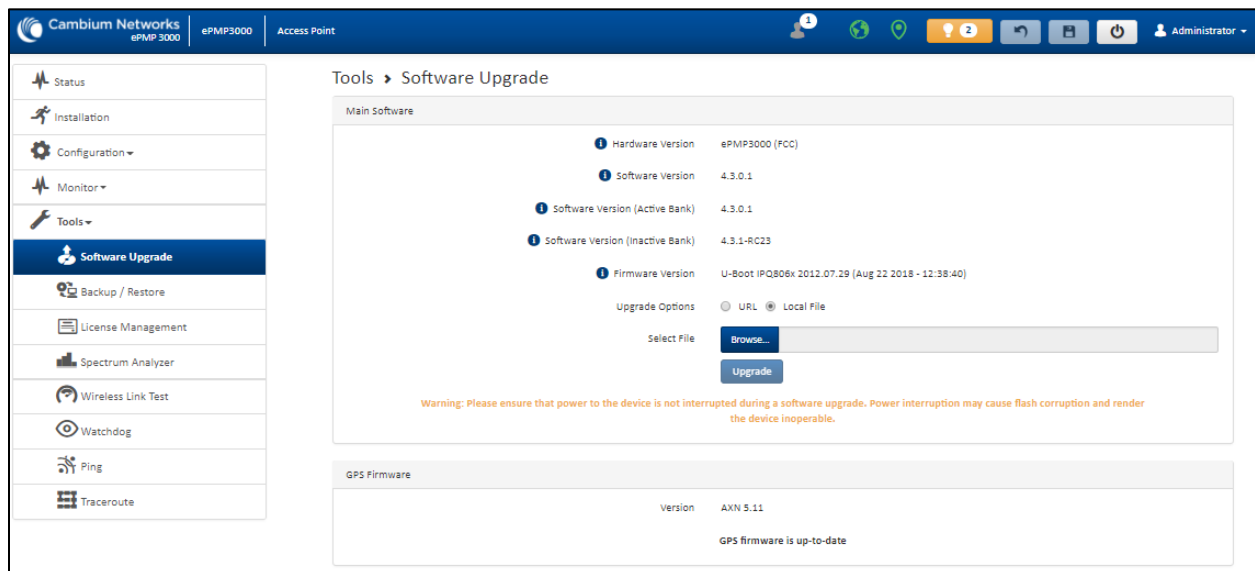 Cambium Networks
ePMP 3000
ePMP3000
Access Point
1
2
Administrator
Status
Installation
Configuration
Monitor
Tools
Software Upgrade
Backup / Restore
License Management
Spectrum Analyzer
Wireless Link Test
Watchdog
Ping
Traceroute
Tools > Software Upgrade
Main Software
Hardware Version ePMP3000 (FCC)
Software Version 4.3.0.1
Software Version (Active Bank) 4.3.0.1
Software Version (Inactive Bank) 4.3.1-RC23
Firmware Version U-Boot IPQ806x 2012.07.29 (Aug 22 2018 - 12:38:40)
Upgrade Options URL Local File
Select File Browse...
Upgrade
Warning: Please ensure that power to the device is not interrupted during a software upgrade. Power interruption may cause flash corruption and render
the device inoperable.
GPS Firmware
Version AXN 5.11
GPS firmware is up-to-date